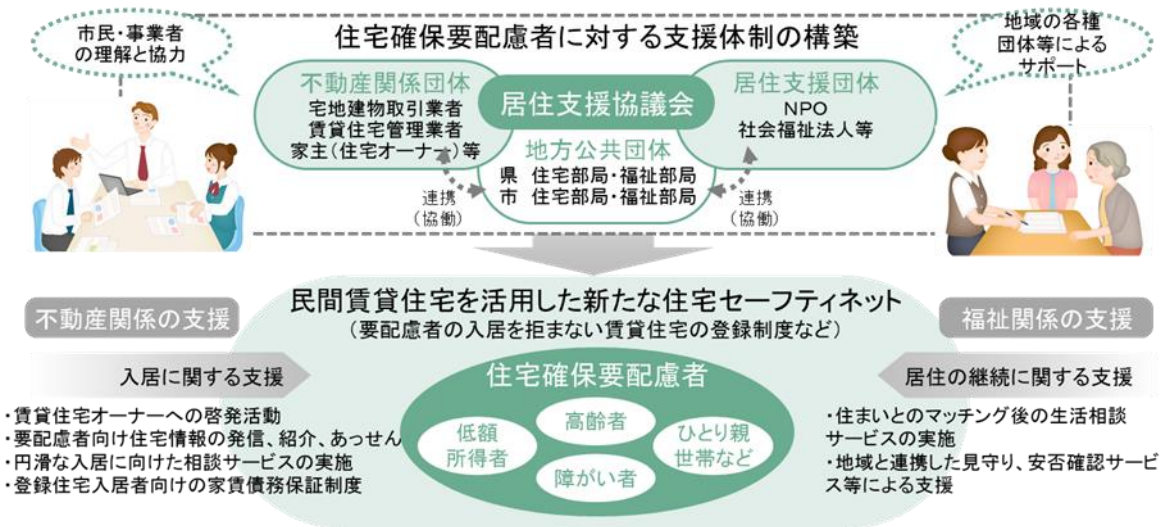 市民・事業者
の理解と協力
住宅確保要配慮者に対する支援体制の構築
地域の各種
団体等による
サポート
不動産関係団体
宅地建物取引業者
賃貸住宅管理業者
家主(住宅オーナー)等
居住支援協議会
居住支援団体
NPO
社会福祉法人等
地方公共団体
県 住宅部局・福祉部局
市 住宅部局・福祉部局
連携
(協働)
連携
(協働)
民間賃貸住宅を活用した新たな住宅セーフティネット
(要配慮者の入居を拒まない賃貸住宅の登録制度など)
不動産関係の支援
入居に関する支援
・賃貸住宅オーナーへの啓発活動
・要配慮者向け住宅情報の発信、紹介、あっせん
・円滑な入居に向けた相談サービスの実施
・登録住宅入居者向けの家賃債務保証制度
住宅確保要配慮者
低額
所得者
高齢者
障がい者
ひとり親
世帯など
福祉関係の支援
居住の継続に関する支援
・住まいとのマッチング後の生活相談
サービスの実施
・地域と連携した見守り、安否確認サービ
ス等による支援